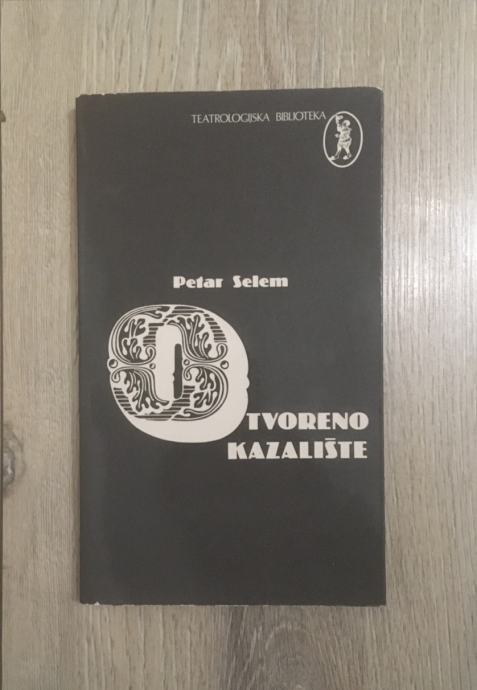 TEATROLOGIJSKA BIBLIOTEKA
Petar Selem
OTVORENO
KAZALIŠTE